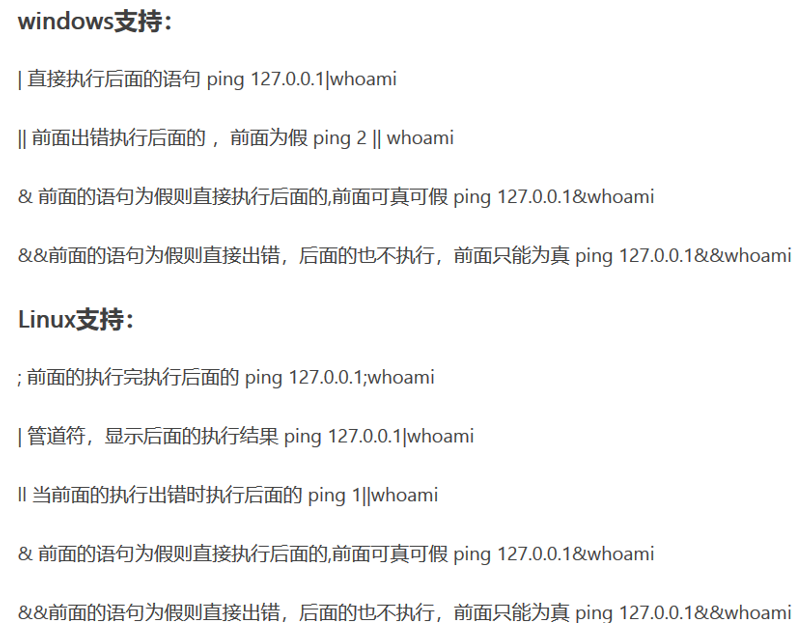 windows支持：
| 直接执行后面的语句 ping 127.0.0.1|whoami
|| 前面出错执行后面的 ，前面为假 ping 2 || whoami
& 前面的语句为假则直接执行后面的,前面可真可假 ping 127.0.0.1&whoami
&&前面的语句为假则直接出错，后面的也不执行，前面只能为真 ping 127.0.0.1&&whoami
Linux支持：
; 前面的执行完执行后面的 ping 127.0.0.1;whoami
| 管道符，显示后面的执行结果 ping 127.0.0.1|whoami
|| 当前面的执行出错时执行后面的 ping 1||whoami
& 前面的语句为假则直接执行后面的,前面可真可假 ping 127.0.0.1&whoami
&&前面的语句为假则直接出错，后面的也不执行，前面只能为真 ping 127.0.0.1&&whoami